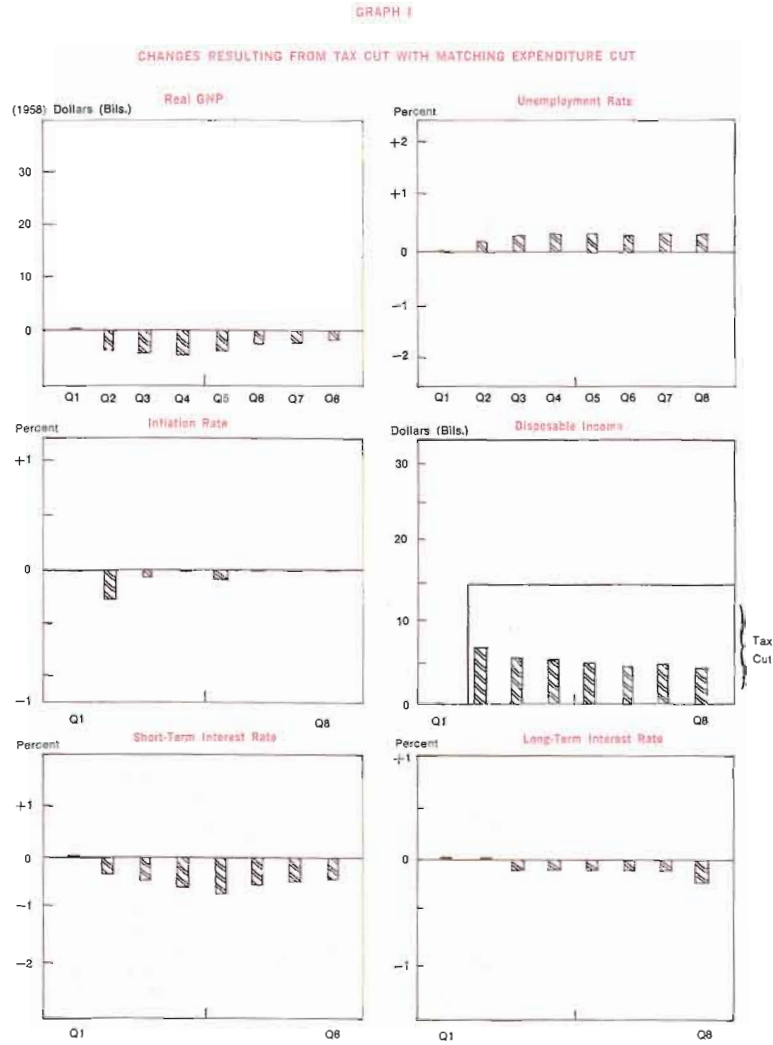 GRAPH I
CHANGES RESULTING FROM TAX CUT WITH MATCHING EXPENDITURE CUT
Real GNP
(1958) Dollars (Bils.)
30
20
10
0
Q1 Q2 Q3 Q4 Q5 Q6 Q7 Q8
Unemployment Rate
Percent
+2
+1
0
−1
−2
Q1 Q2 Q3 Q4 Q5 Q6 Q7 Q8
Inflation Rate
Percent
+1
0
−1
Q1 Q8
Disposable Income
Dollars (Bils.)
30
20
10
0
Tax
Cut
Q1 Q8
Short-Term Interest Rate
Percent
+1
0
−1
−2
Q1 Q8
Long-Term Interest Rate
Percent
+1
0
−1
Q1 Q8